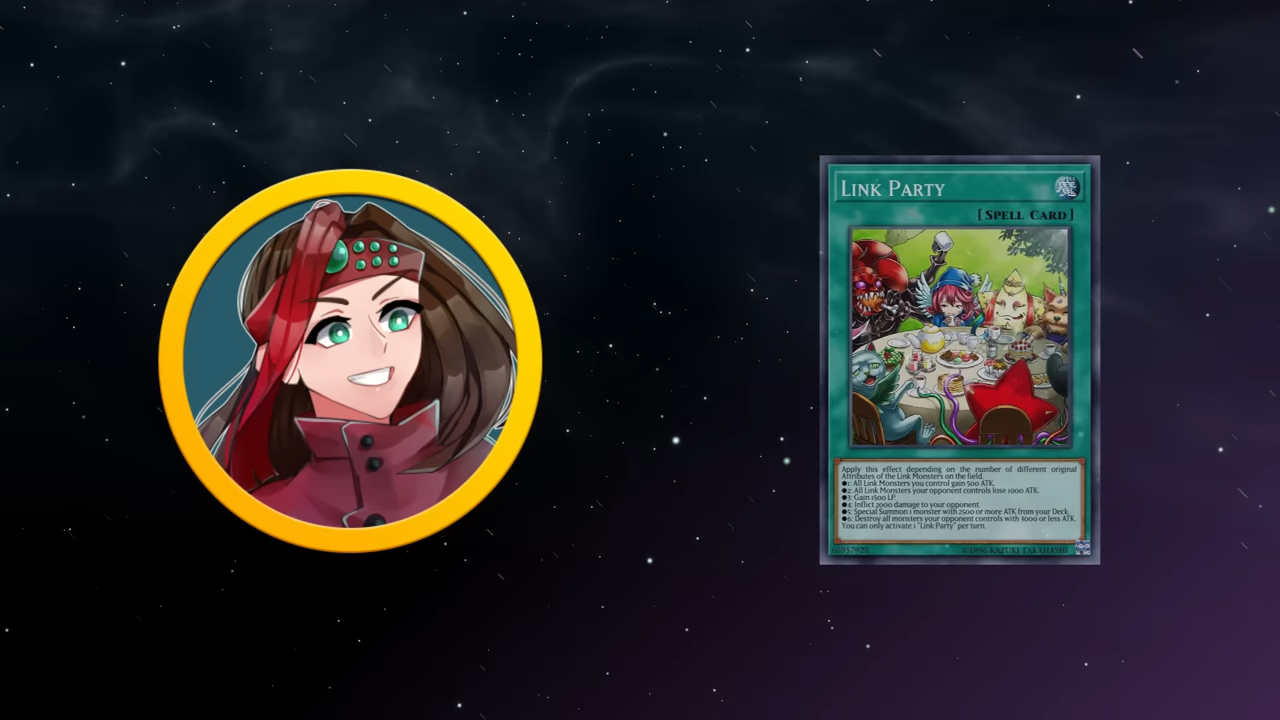 LINK PARTY
[SPELL CARD]
Apply this effect depending on the number of different original
Attributes of the Link Monsters on the field.
●1: All Link Monsters you control gain 500 ATK.
●2: All Link Monsters your opponent controls lose 1000 ATK.
●3: Gain 1500 LP.
●4: Inflict 2000 damage to your opponent.
●5: Special Summon 1 monster with 2500 or more ATK from your Deck.
●6: Destroy all monsters your opponent controls with 3000 or less ATK.
You can only activate 1 "Link Party" per turn.
©1996 KAZUKI TAKAHASHI